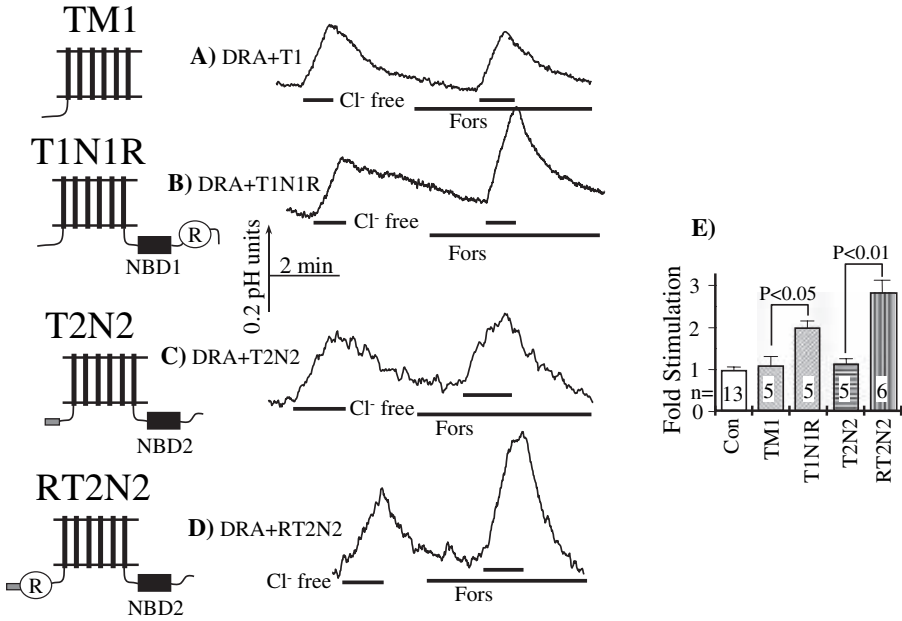 TM1
A) DRA+T1
Cl- free
Fors
T1N1R
B) DRA+T1N1R
R
NBD1
Cl- free
Fors
0.2 pH units
2 min
T2N2
C) DRA+T2N2
NBD2
Cl- free
Fors
RT2N2
D) DRA+RT2N2
R
NBD2
Cl- free
Fors
E)
P<0.01
P<0.05
Fold Stimulation
3
2
1
0
n= 13 5 5 5 6
Con TM1 T1N1R T2N2 RT2N2